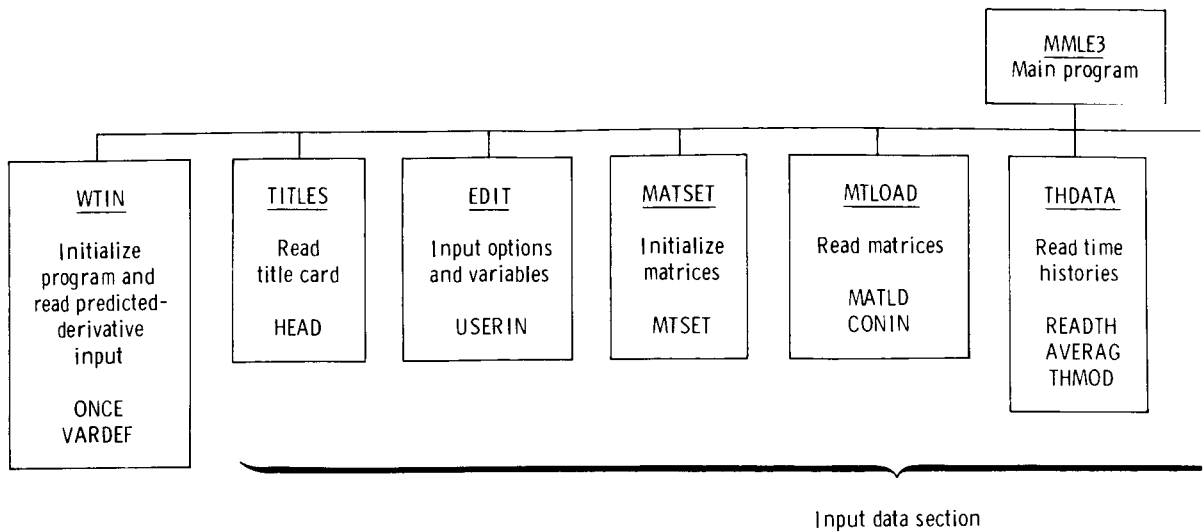 MMLE3
Main program
WTIN
Initialize
program and
read predicted-
derivative
input
ONCE
VARDEF
TITLES
Read
title card
HEAD
EDIT
Input options
and variables
USERIN
MATSET
Initialize
matrices
MTSET
MTLOAD
Read matrices
MATLD
CONIN
THDATA
Read time
histories
READTH
AVERAG
THMOD
Input data section